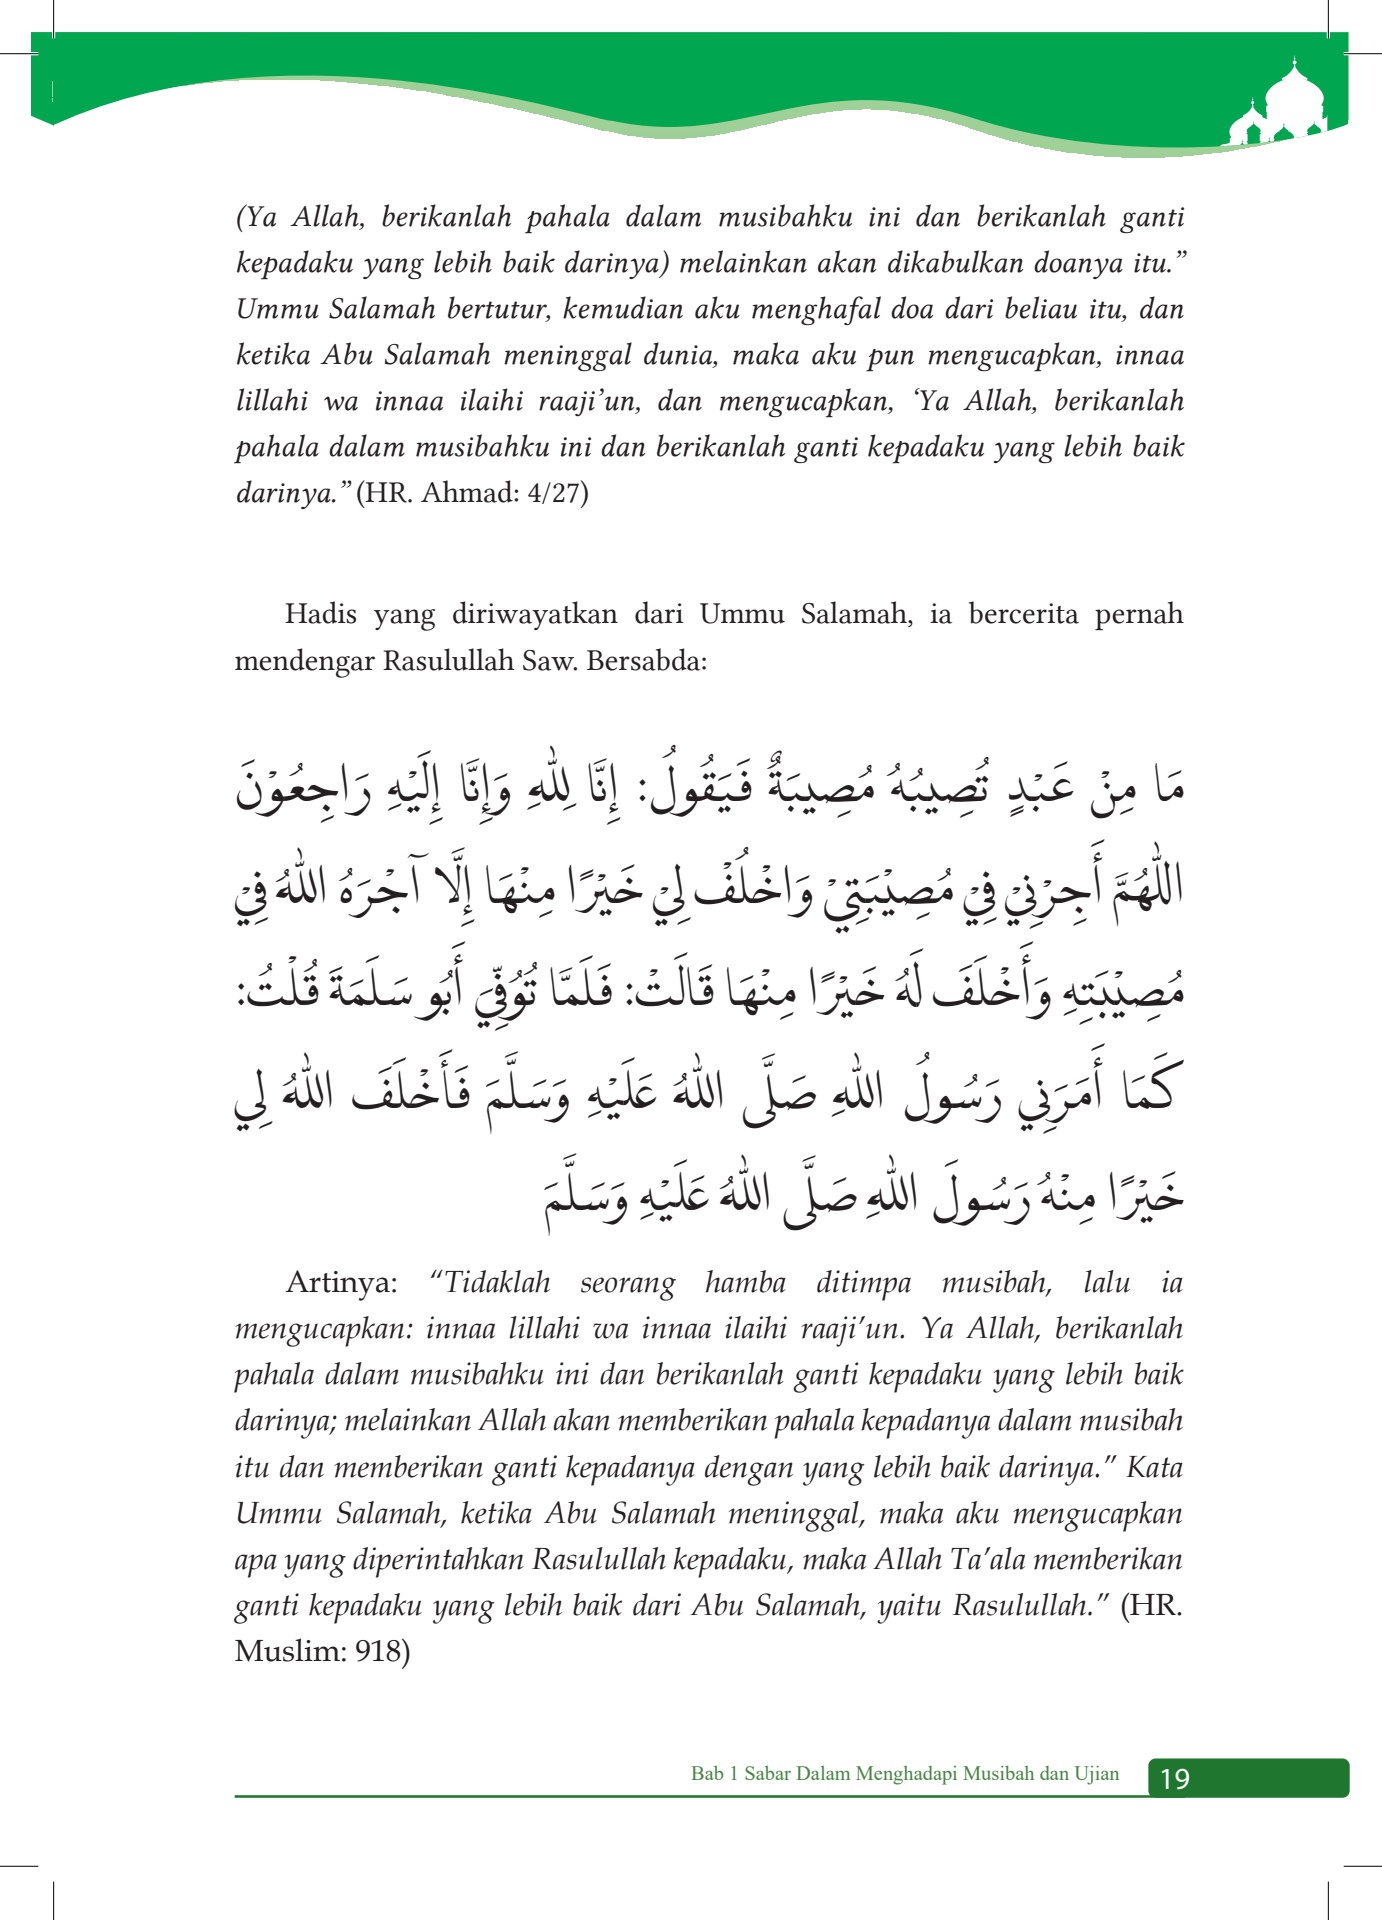 (Ya Allah, berikanlah pahala dalam musibahku ini dan berikanlah ganti
kepadaku yang lebih baik darinya) melainkan akan dikabulkan doanya itu.”
Ummu Salamah bertutur, kemudian aku menghafal doa dari beliau itu, dan
ketika Abu Salamah meninggal dunia, maka aku pun mengucapkan, innaa
lillahi wa innaa ilaihi raaji’un, dan mengucapkan, ‘Ya Allah, berikanlah
pahala dalam musibahku ini dan berikanlah ganti kepadaku yang lebih baik
darinya.” (HR. Ahmad: 4/27)
Hadis yang diriwayatkan dari Ummu Salamah, ia bercerita pernah
mendengar Rasulullah Saw. Bersabda:
مَا مِنْ عَبْدٍ تُصِيبُهُ مُصِيبَةٌ فَيَقُولُ: إِنَّا لِلّٰهِ وَإِنَّا إِلَيْهِ رَاجِعُوْنَ
اللّٰهُمَّ أَجِرْنِيْ فِيْ مُصِيْبَتِيْ وَاخْلُفْ لِيْ خَيْرًا مِنْهَا إِلَّا آجَرَهُ اللّٰهُ فِيْ
مُصِيْبَتِهِ وَأَخْلَفَ لَهُ خَيْرًا مِنْهَا قَالَتْ: فَلَمَّا تُوُفِّيَ أَبُو سَلَمَةَ قُلْتُ:
كَمَا أَمَرَنِي رَسُولُ اللّٰهِ صَلَّى اللّٰهُ عَلَيْهِ وَسَلَّمَ فَأَخْلَفَ اللّٰهُ لِي
خَيْرًا مِنْهُ رَسُولَ اللّٰهِ صَلَّى اللّٰهُ عَلَيْهِ وَسَلَّمَ
Artinya: “Tidaklah seorang hamba ditimpa musibah, lalu ia
mengucapkan: innaa lillahi wa innaa ilaihi raaji’un. Ya Allah, berikanlah
pahala dalam musibahku ini dan berikanlah ganti kepadaku yang lebih baik
darinya; melainkan Allah akan memberikan pahala kepadanya dalam musibah
itu dan memberikan ganti kepadanya dengan yang lebih baik darinya.” Kata
Ummu Salamah, ketika Abu Salamah meninggal, maka aku mengucapkan
apa yang diperintahkan Rasulullah kepadaku, maka Allah Ta’ala memberikan
ganti kepadaku yang lebih baik dari Abu Salamah, yaitu Rasulullah.” (HR.
Muslim: 918)
Bab 1 Sabar Dalam Menghadapi Musibah dan Ujian 19